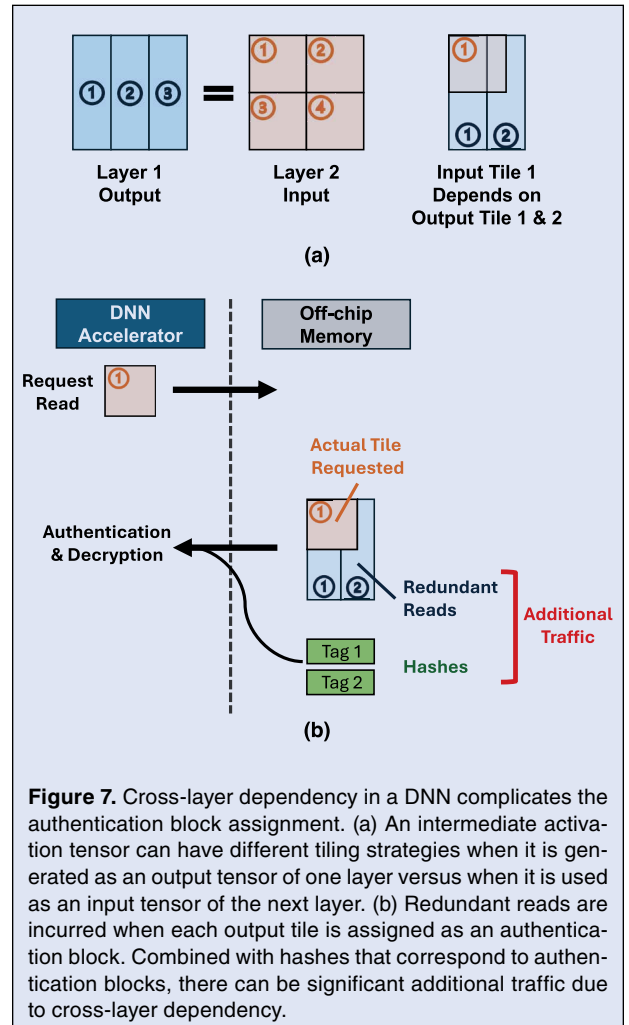 ① ② ③ = ① ② ① 
③ ④ ① ②
Layer 1 Layer 2 Input Tile 1
Output Input Depends on
Output Tile 1 & 2
(a)
DNN Off-chip
Accelerator Memory
Request ①
Read
Actual Tile
Requested
①
Authentication
& Decryption
① ② Redundant
Reads
Additional
Traffic
Tag 1 Hashes
Tag 2
(b)
Figure 7. Cross-layer dependency in a DNN complicates the
authentication block assignment. (a) An intermediate activa-
tion tensor can have different tiling strategies when it is gen-
erated as an output tensor of one layer versus when it is used
as an input tensor of the next layer. (b) Redundant reads are
incurred when each output tile is assigned as an authentica-
tion block. Combined with hashes that correspond to authen-
tication blocks, there can be significant additional traffic due
to cross-layer dependency.